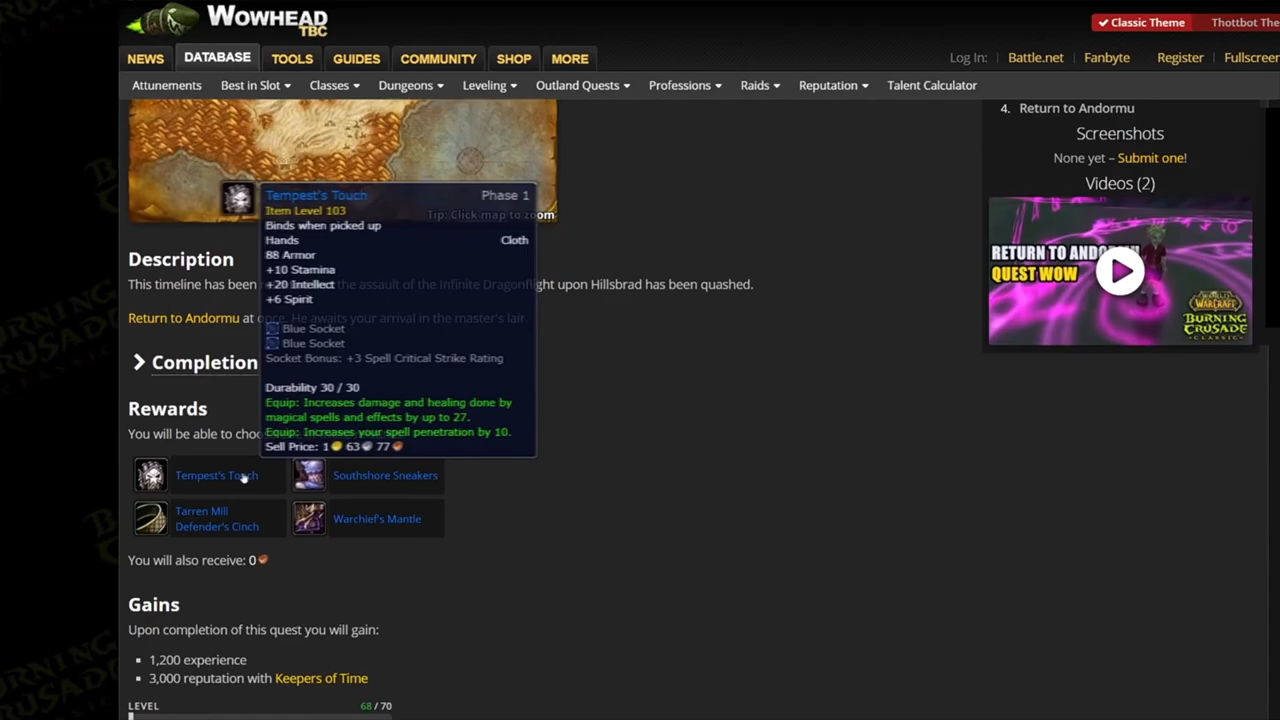 WOWHEAD
TBC
Classic Theme
Thottbot The
NEWS
DATABASE
TOOLS
GUIDES
COMMUNITY
SHOP
MORE
Log In:
Battle.net
Fanbyte
Register
Fullscreen
Attunements
Best in Slot
Classes
Dungeons
Leveling
Outland Quests
Professions
Raids
Reputation
Talent Calculator
4. Return to Andormu
Screenshots
None yet – Submit one!
Videos (2)
RETURN TO ANDORMU
QUEST WOW
WORLD
WARCRAFT
BURNING
CRUSADE
CLASSIC
Tempest's Touch Phase 1
Item Level 103
Tip: Click map to zoom
Binds when picked up
Hands Cloth
88 Armor
+10 Stamina
+20 Intellect
+6 Spirit
Blue Socket
Blue Socket
Socket Bonus: +3 Spell Critical Strike Rating
Durability 30 / 30
Equip: Increases damage and healing done by
magical spells and effects by up to 27.
Equip: Increases your spell penetration by 10.
Sell Price: 1 63 77
Description
This timeline has been the assault of the Infinite Dragonflight upon Hillsbrad has been quashed.
Return to Andormu at once. He awaits your arrival in the master's lair.
Completion
Rewards
You will be able to choo
Tempest's Touch
Southshore Sneakers
Tarren Mill
Defender's Cinch
Warchief's Mantle
You will also receive: 0
Gains
Upon completion of this quest you will gain:
1,200 experience
3,000 reputation with Keepers of Time
LEVEL 68 / 70